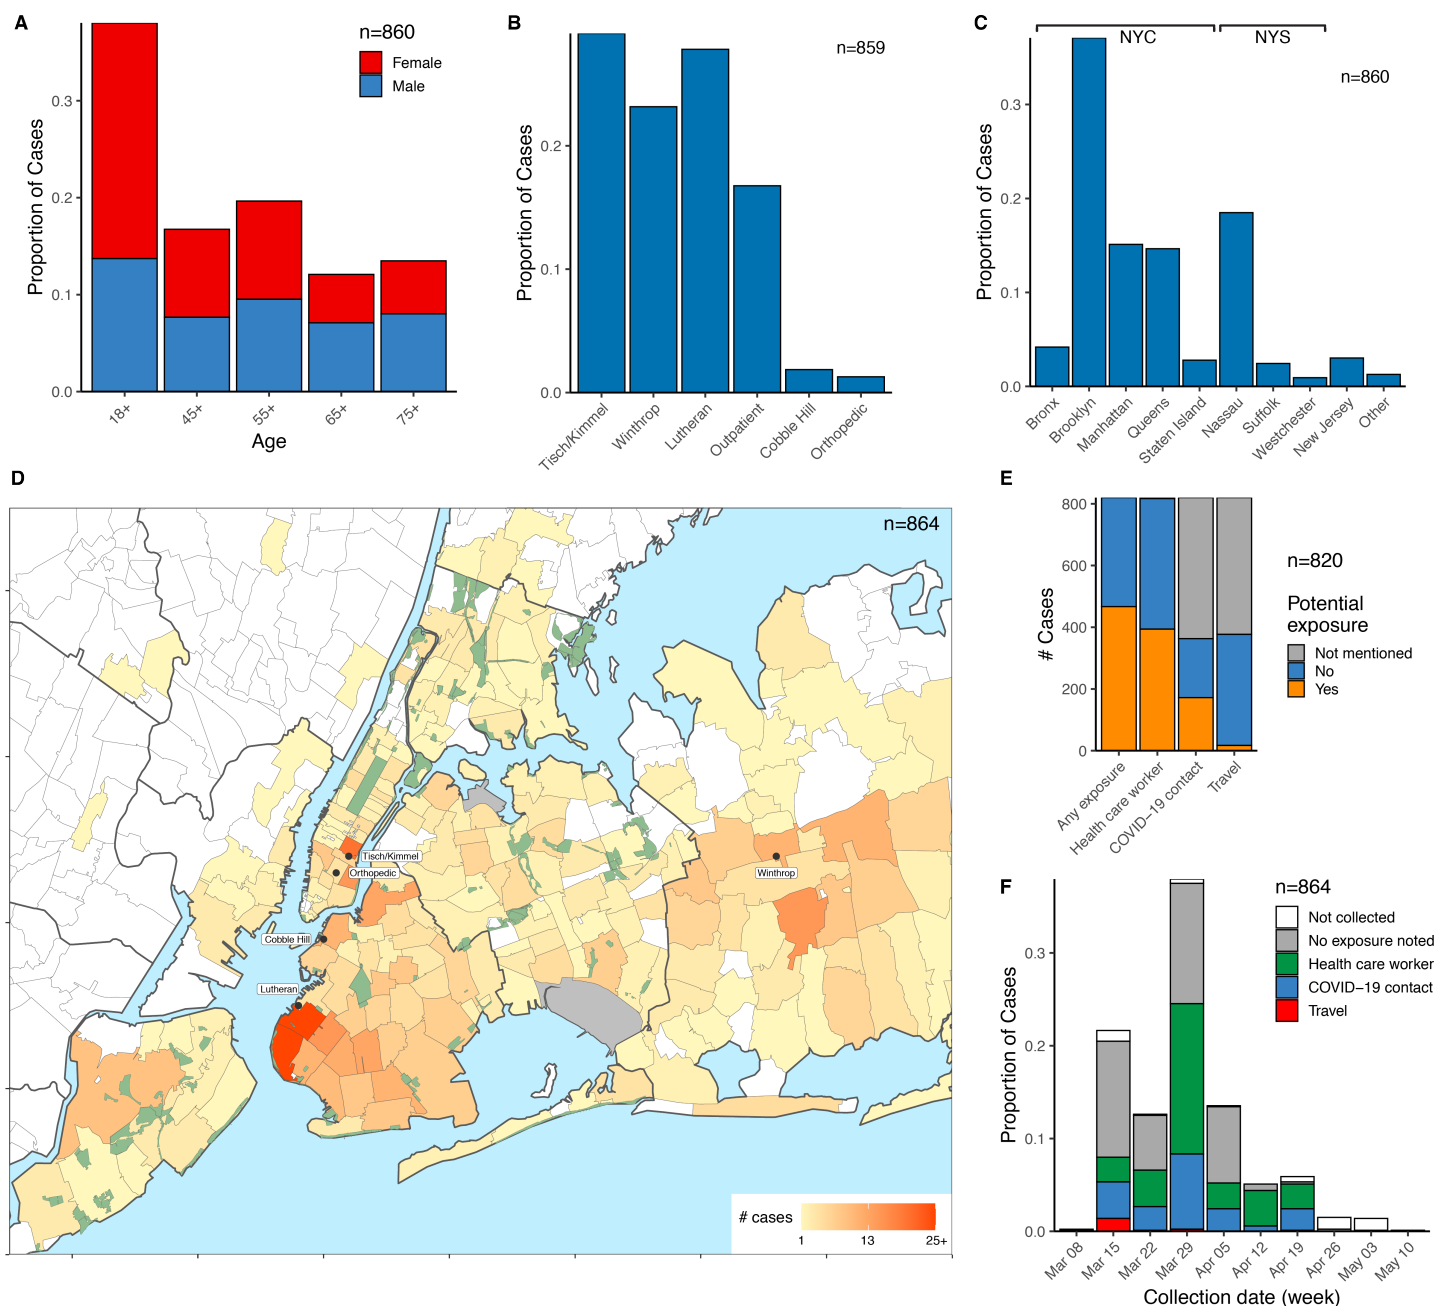 A
n=860
Female
Male
0.3
0.2
0.1
0.0
Proportion of Cases
18+
45+
55+
65+
75+
Age
B
n=859
0.2
0.1
0.0
Proportion of Cases
Tisch/Kimmel
Winthrop
Lutheran
Outpatient
Cobble Hill
Orthopedic
C
NYC
NYS
n=860
0.3
0.2
0.1
0.0
Proportion of Cases
Bronx
Brooklyn
Manhattan
Queens
Staten Island
Nassau
Suffolk
Westchester
New Jersey
Other
D
n=864
Tisch/Kimmel
Orthopedic
Winthrop
Cobble Hill
Lutheran
# cases
1
13
25+
E
800
600
400
200
0
# Cases
Any exposure
Health care worker
COVID−19 contact
Travel
n=820
Potential
exposure
Not mentioned
No
Yes
F
n=864
Not collected
No exposure noted
Health care worker
COVID−19 contact
Travel
0.3
0.2
0.1
0.0
Proportion of Cases
Mar 08
Mar 15
Mar 22
Mar 29
Apr 05
Apr 12
Apr 19
Apr 26
May 03
May 10
Collection date (week)